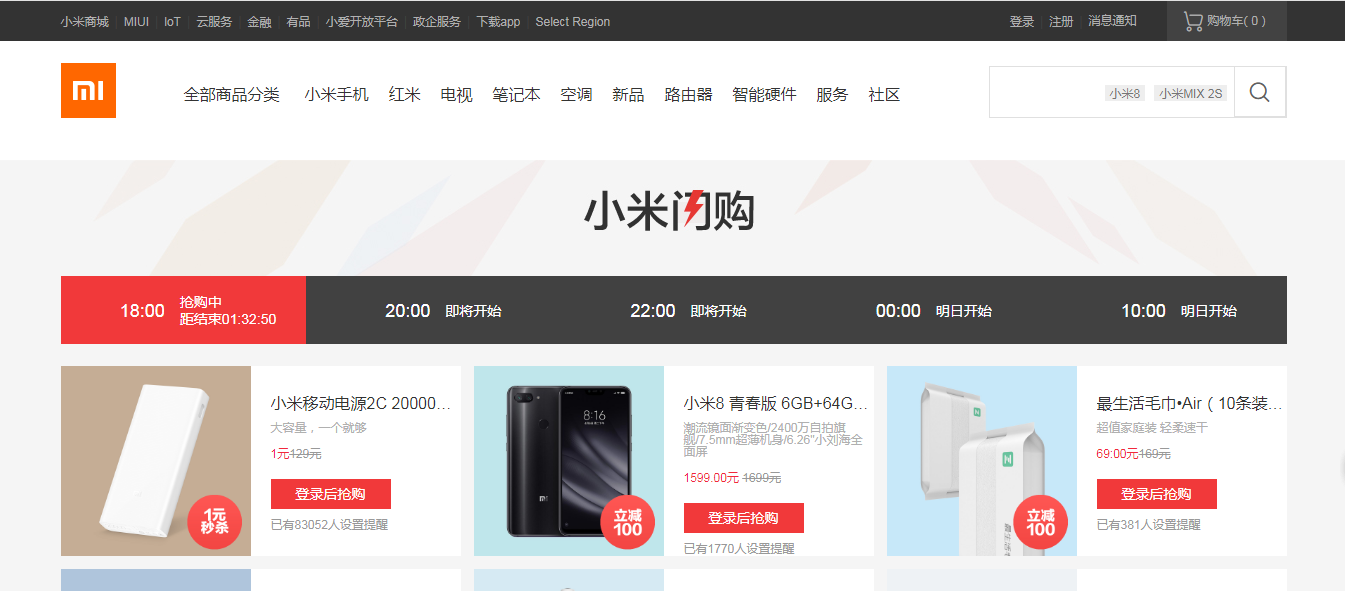 小米商城 MIUI IoT 云服务 金融 有品 小爱开放平台 政企服务 下载app Select Region 登录 注册 消息通知 购物车( 0 )
mi 全部商品分类 小米手机 红米 电视 笔记本 空调 新品 路由器 智能硬件 服务 社区 小米8 小米MIX 2S
小米闪购
18:00 抢购中
距结束01:32:50
20:00 即将开始
22:00 即将开始
00:00 明日开始
10:00 明日开始
1元
秒杀
小米移动电源2C 20000…
大容量，一个就够
1元129元
登录后抢购
已有83052人设置提醒
8:16
mi
立减
100
小米8 青春版 6GB+64G…
潮流镜面渐变色/2400万自拍旗
舰/7.5mm超薄机身/6.26"小刘海全
面屏
1599.00元 1699元
登录后抢购
已有1770人设置提醒
立减
100
最生活毛巾•Air（10条装…
超值家庭装 轻柔速干
69.00元169元
登录后抢购
已有381人设置提醒